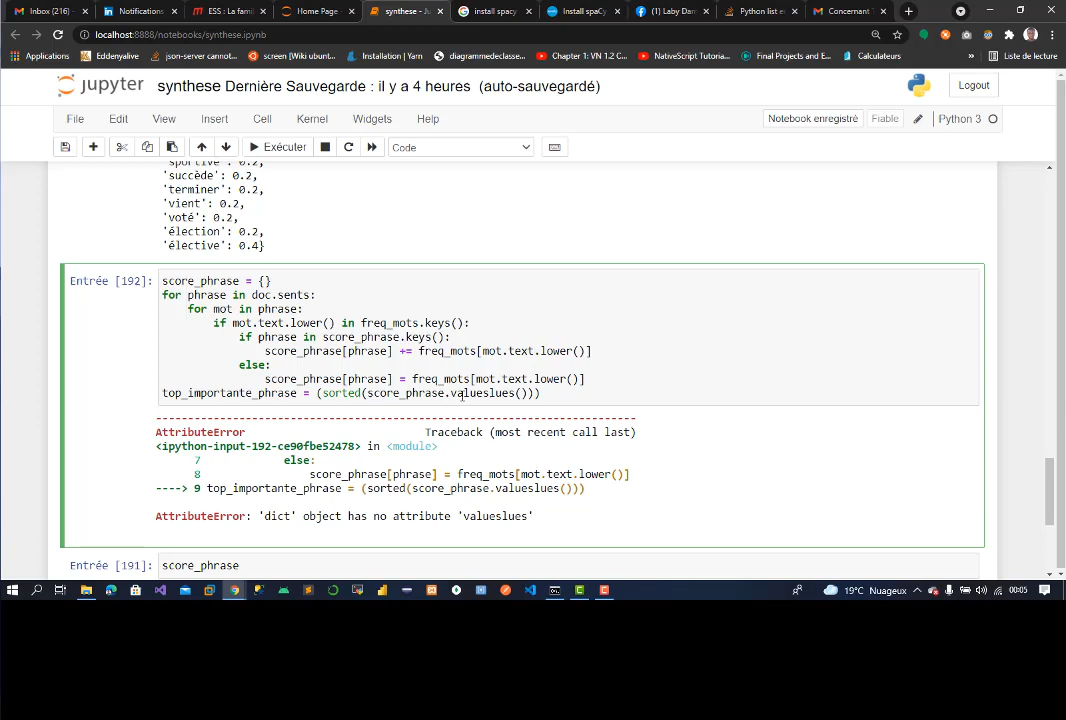 Inbox (216) -
Notifications
ESS : La famil
Home Page -
synthese - Ju
install spacy
Install spaCy
(1) Laby Dam
Python list e
Concernant T
localhost:8888/notebooks/synthese.ipynb
Applications
Eddenyalive
json-server cannot...
screen [Wiki ubunt...
Installation | Yarn
diagrammedeclasse...
Chapter 1: VN 1.2 C...
NativeScript Tutoria...
Final Projects and E...
Calculateurs
»
Liste de lecture
jupyter synthese Dernière Sauvegarde : il y a 4 heures (auto-sauvegardé)
Logout
File Edit View Insert Cell Kernel Widgets Help
Notebook enregistré
Fiable
Python 3
Exécuter
Code
'sportive': 0.2,
'succède': 0.2,
'terminer': 0.2,
'vient': 0.2,
'voté': 0.2,
'élection': 0.2,
'élective': 0.4}
Entrée [192]:
score_phrase = {}
for phrase in doc.sents:
for mot in phrase:
if mot.text.lower() in freq_mots.keys():
if phrase in score_phrase.keys():
score_phrase[phrase] += freq_mots[mot.text.lower()]
else:
score_phrase[phrase] = freq_mots[mot.text.lower()]
top_importante_phrase = (sorted(score_phrase.valueslues()))
---------------------------------------------------------------------------
AttributeError Traceback (most recent call last)
<ipython-input-192-ce90fbe52478> in <module>
7 else:
8 score_phrase[phrase] = freq_mots[mot.text.lower()]
----> 9 top_importante_phrase = (sorted(score_phrase.valueslues()))
AttributeError: 'dict' object has no attribute 'valueslues'
Entrée [191]:
score_phrase
19°C Nuageux
00:05